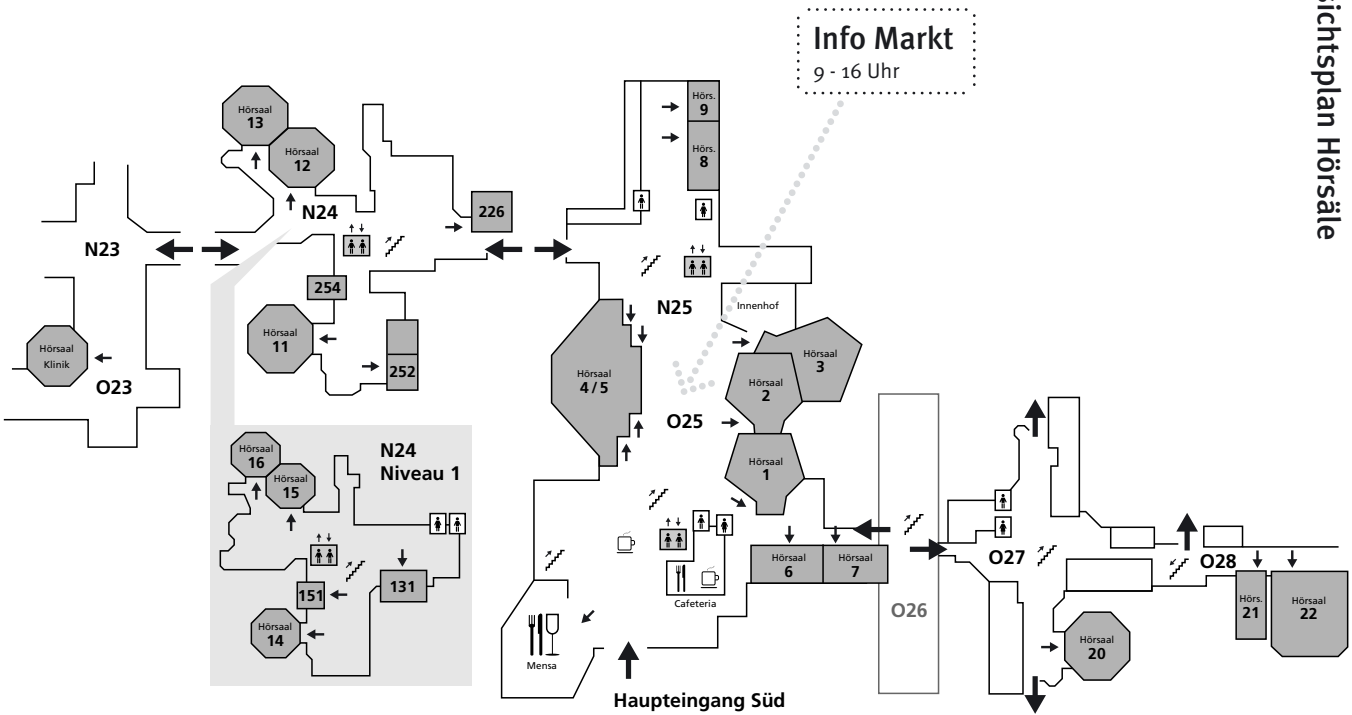 Info Markt
9 - 16 Uhr
Hörsäle
Hörsaal
13
Hörsaal
12
N24
226
N23
254
Hörsaal
11
252
Hörsaal
Klinik
O23
N24
Niveau 1
Hörsaal
16
Hörsaal
15
151
131
Hörsaal
14
Hörs.
9
Hörs.
8
N25
Innenhof
Hörsaal
3
Hörsaal
2
Hörsaal
4 / 5
O25
Hörsaal
1
Hörsaal
6
Hörsaal
7
Cafeteria
Mensa
Haupteingang Süd
O26
O27
O28
Hörsaal
20
Hörs.
21
Hörsaal
22